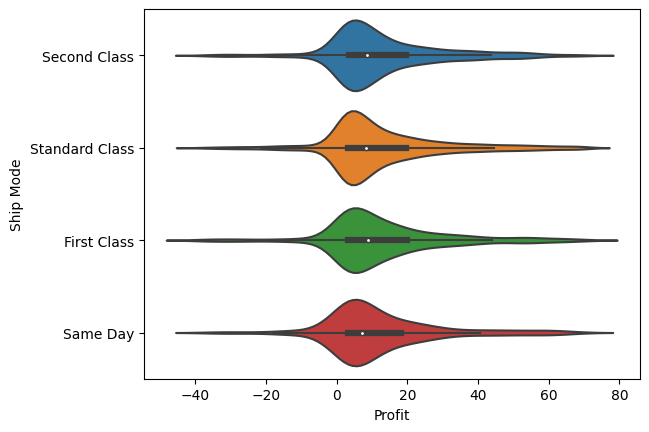 Ship Mode
Second Class
Standard Class
First Class
Same Day
−40 −20 0 20 40 60 80
Profit